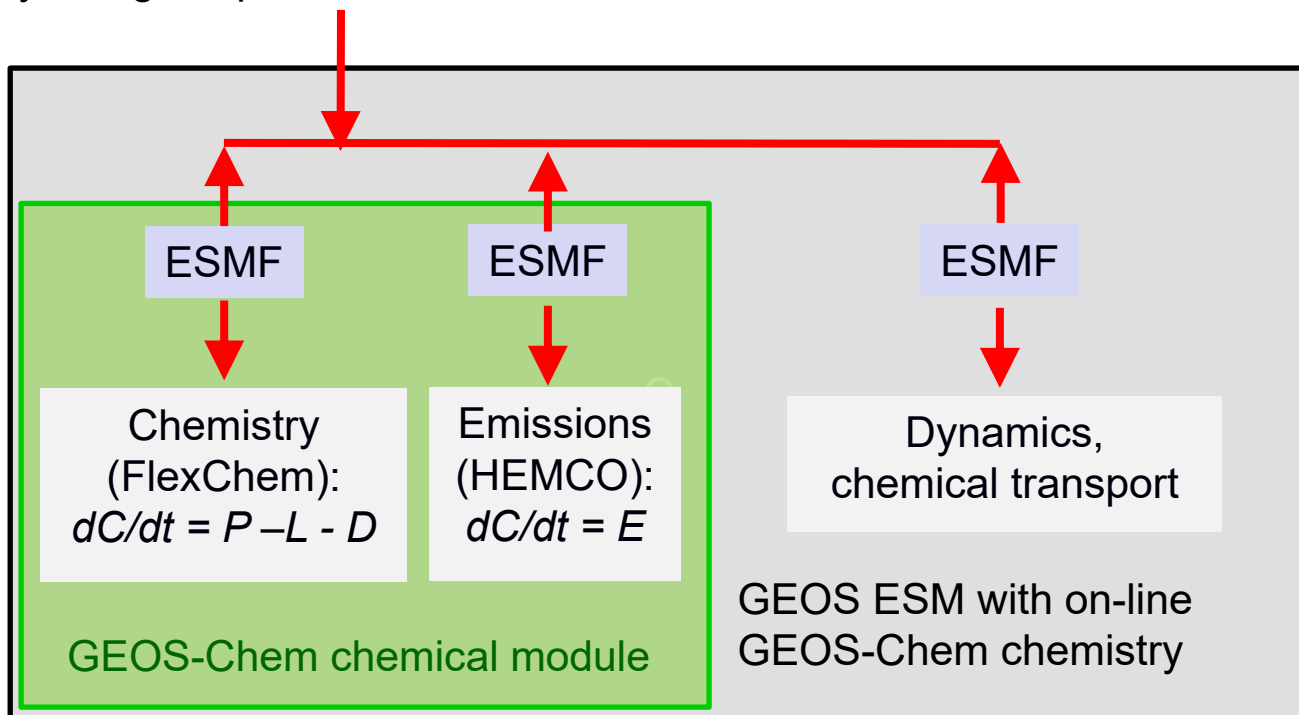 ESMF
ESMF
ESMF
Chemistry
(FlexChem):
dC/dt = P –L - D
Emissions
(HEMCO):
dC/dt = E
Dynamics,
chemical transport
GEOS-Chem chemical module
GEOS ESM with on-line
GEOS-Chem chemistry